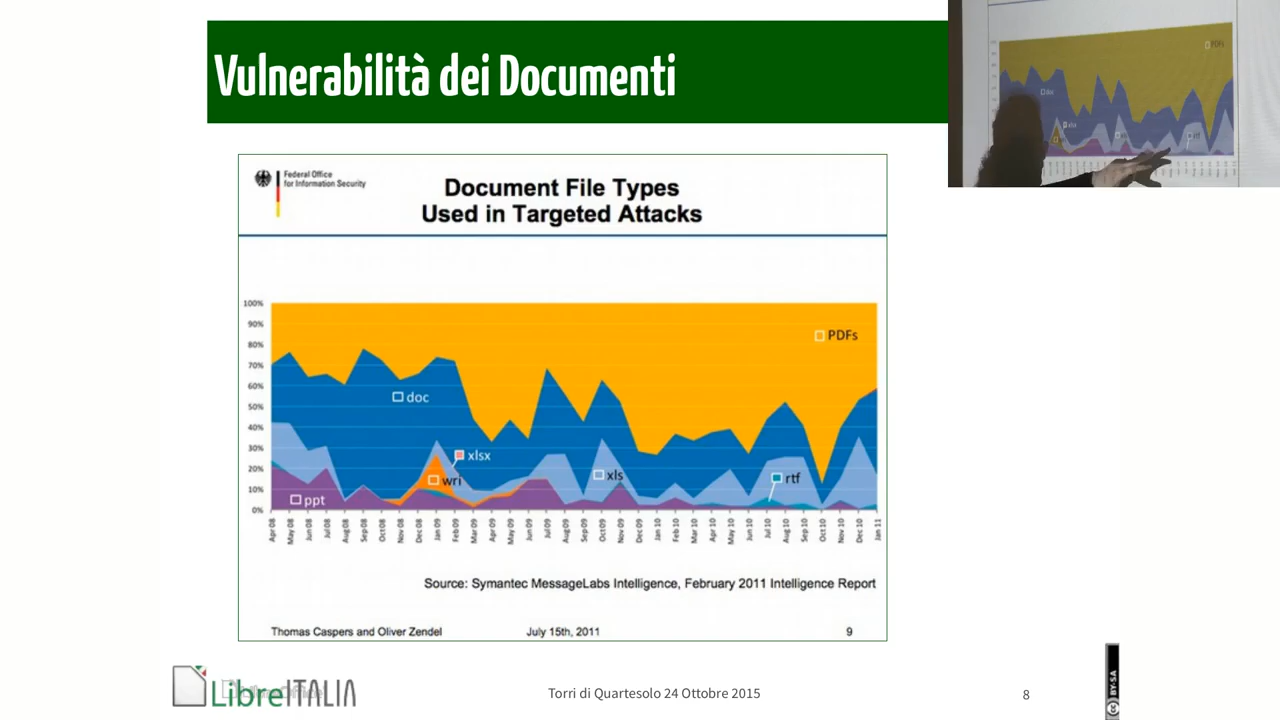 Vulnerabilità dei Documenti
Federal Office
for Information Security
Document File Types
Used in Targeted Attacks
100%
90%
80%
70%
60%
50%
40%
30%
20%
10%
0%
PDFs
doc
xlsx
wri
xls
rtf
ppt
Apr 08
May 08
Jun 08
Jul 08
Aug 08
Sep 08
Oct 08
Nov 08
Dec 08
Jan 09
Feb 09
Mar 09
Apr 09
May 09
Jun 09
Jul 09
Aug 09
Sep 09
Oct 09
Nov 09
Dec 09
Jan 10
Feb 10
Mar 10
Apr 10
May 10
Jun 10
Jul 10
Aug 10
Sep 10
Oct 10
Nov 10
Dec 10
Jan 11
Source: Symantec MessageLabs Intelligence, February 2011 Intelligence Report
Thomas Caspers and Oliver Zendel
July 15th, 2011
9
LibreITALIA
Torri di Quartesolo 24 Ottobre 2015
8
BY-SA
PDFs
rtf